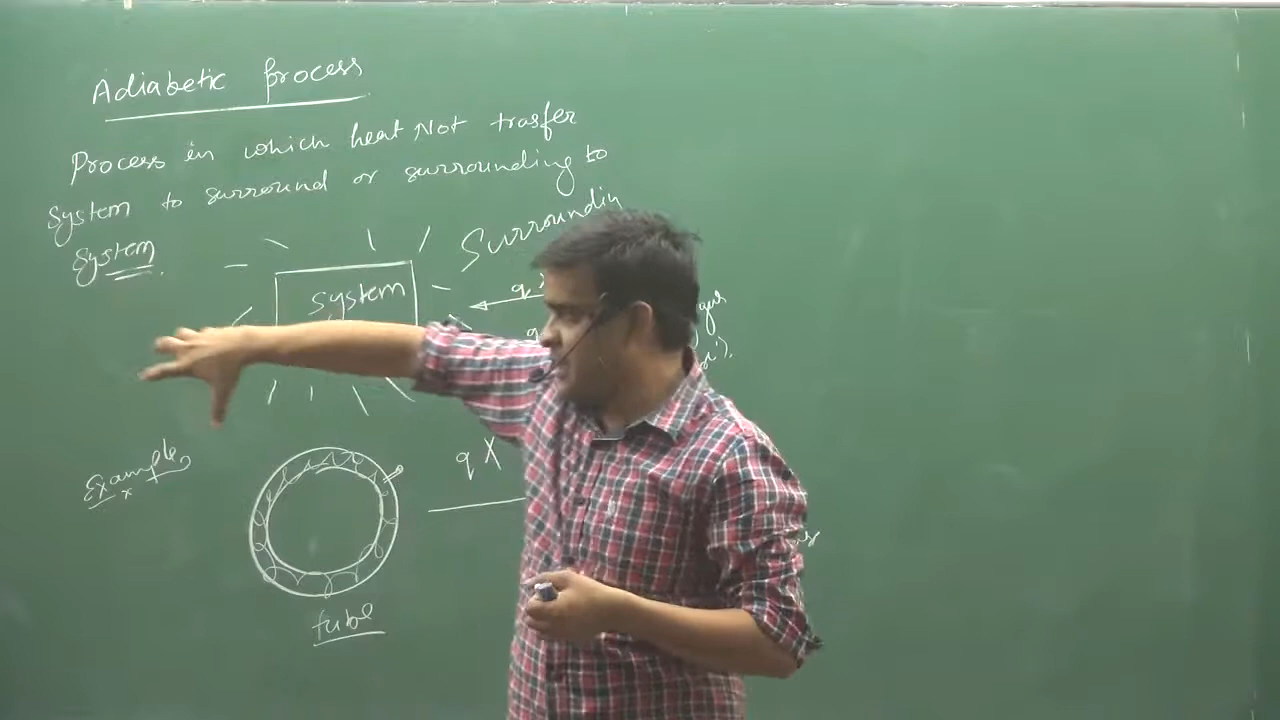 Adiabetic process
Process in which heat Not trasfer
System to surround or surrounding to
System.
Surroundin
System
q
q
Example
q X
tube